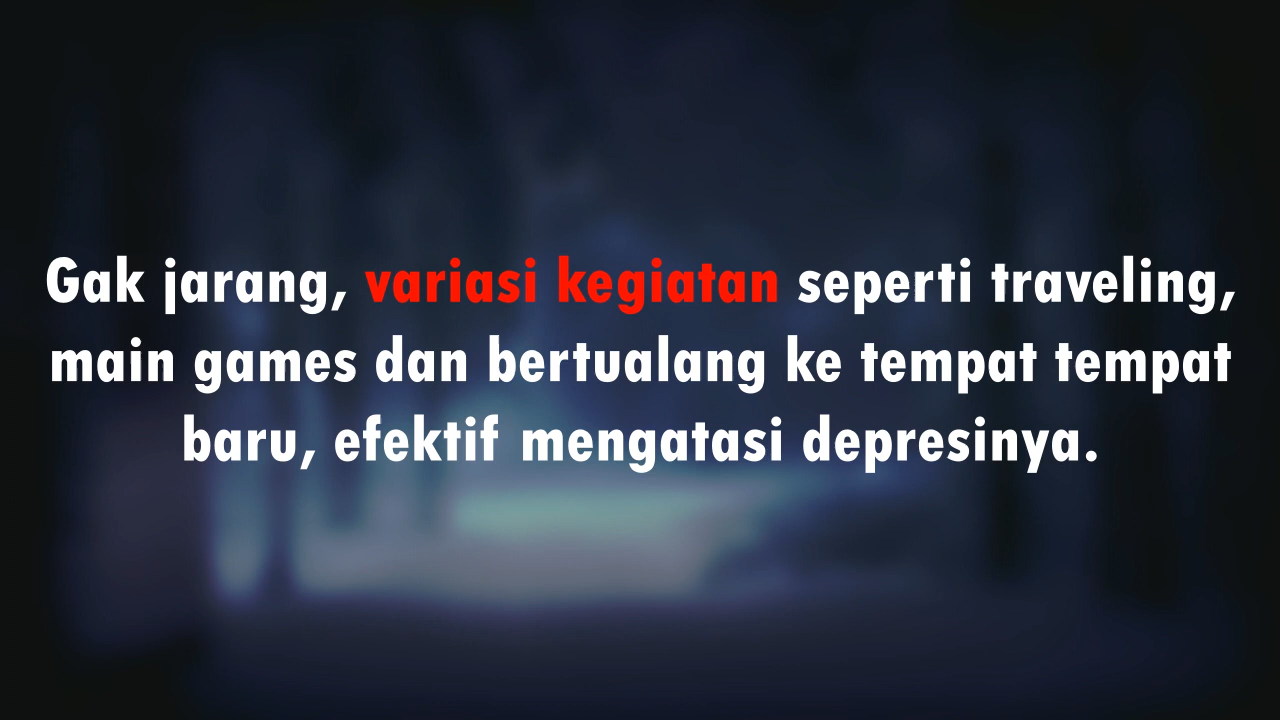 Gak jarang, variasi kegiatan seperti traveling,
main games dan bertualang ke tempat tempat
baru, efektif mengatasi depresinya.